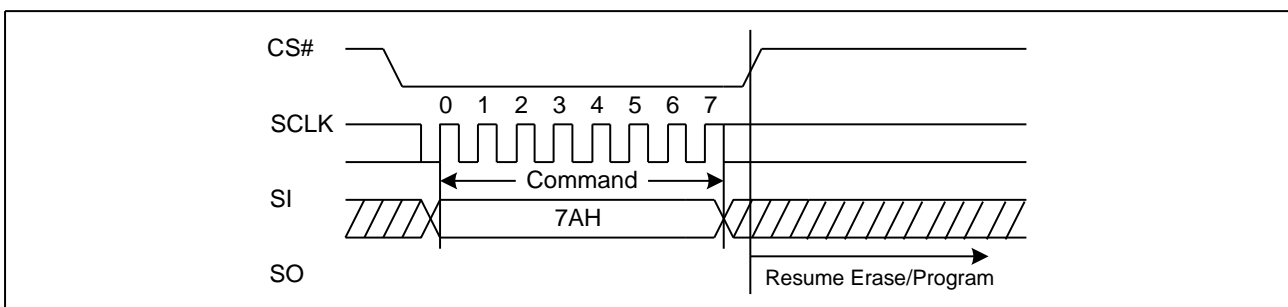 CS#
0 1 2 3 4 5 6 7
SCLK
Command
SI
7AH
SO
Resume Erase/Program